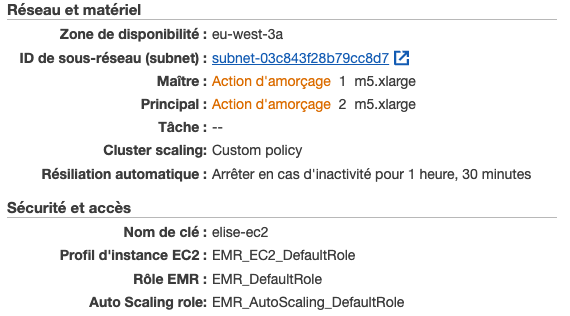 Réseau et matériel
Zone de disponibilité : eu-west-3a
ID de sous-réseau (subnet) : subnet-03c843f28b79cc8d7
Maître : Action d'amorçage 1 m5.xlarge
Principal : Action d'amorçage 2 m5.xlarge
Tâche : --
Cluster scaling: Custom policy
Résiliation automatique : Arrêter en cas d'inactivité pour 1 heure, 30 minutes
Sécurité et accès
Nom de clé : elise-ec2
Profil d'instance EC2 : EMR_EC2_DefaultRole
Rôle EMR : EMR_DefaultRole
Auto Scaling role: EMR_AutoScaling_DefaultRole